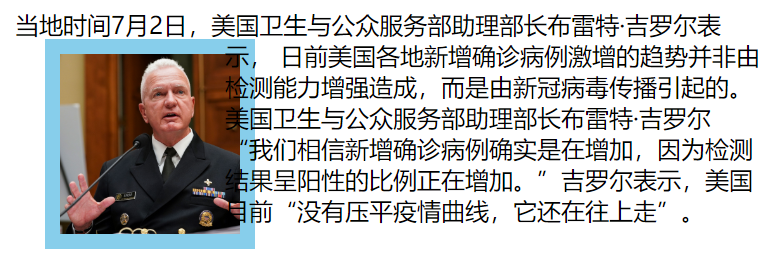 当地时间7月2日，美国卫生与公众服务部助理部长布雷特·吉罗尔表
示， 日前美国各地新增确诊病例激增的趋势并非由
检测能力增强造成，而是由新冠病毒传播引起的。
美国卫生与公众服务部助理部长布雷特·吉罗尔
“我们相信新增确诊病例确实是在增加，因为检测
结果呈阳性的比例正在增加。”吉罗尔表示，美国
目前“没有压平疫情曲线，它还在往上走”。